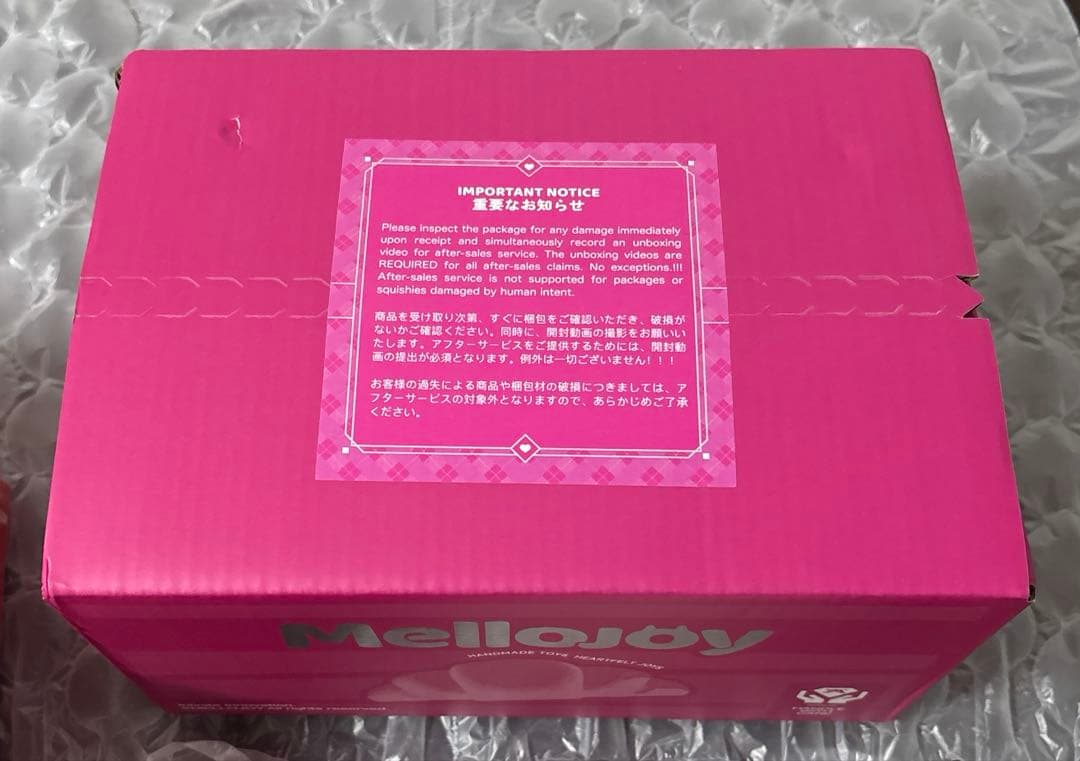 IMPORTANT NOTICE
重要なお知らせ
Please inspect the package for any damage immediately
upon receipt and simultaneously record an unboxing
video for after-sales service. The unboxing videos are
REQUIRED for all after-sales claims. No exceptions.!!!
After-sales service is not supported for packages or
squishies damaged by human intent.
商品を受け取り次第、すぐに梱包をご確認いただき、破損が
ないかご確認ください。同時に、開封動画の撮影をお願いい
たします。アフターサービスをご提供するためには、開封動
画の提出が必須となります。例外は一切ございません！！！
お客様の過失による商品や梱包材の破損につきましては、ア
フターサービスの対象外となりますので、あらかじめご了承
ください。
Mellojoy
HANDMADE TOYS HEARTFELT JOYS
All rights reserved.